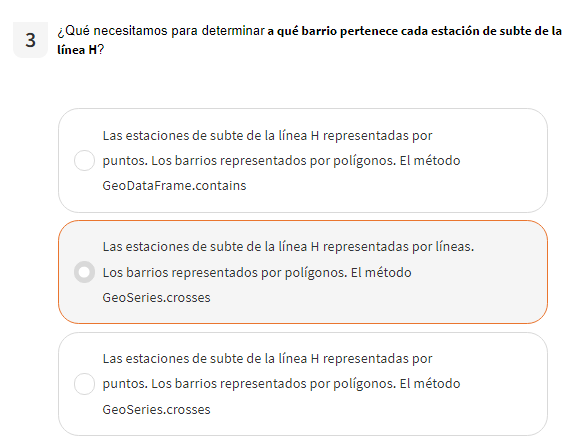 3
¿Qué necesitamos para determinar a qué barrio pertenece cada estación de subte de la
línea H?
Las estaciones de subte de la línea H representadas por
puntos. Los barrios representados por polígonos. El método
GeoDataFrame.contains
Las estaciones de subte de la línea H representadas por líneas.
Los barrios representados por polígonos. El método
GeoSeries.crosses
Las estaciones de subte de la línea H representadas por
puntos. Los barrios representados por polígonos. El método
GeoSeries.crosses